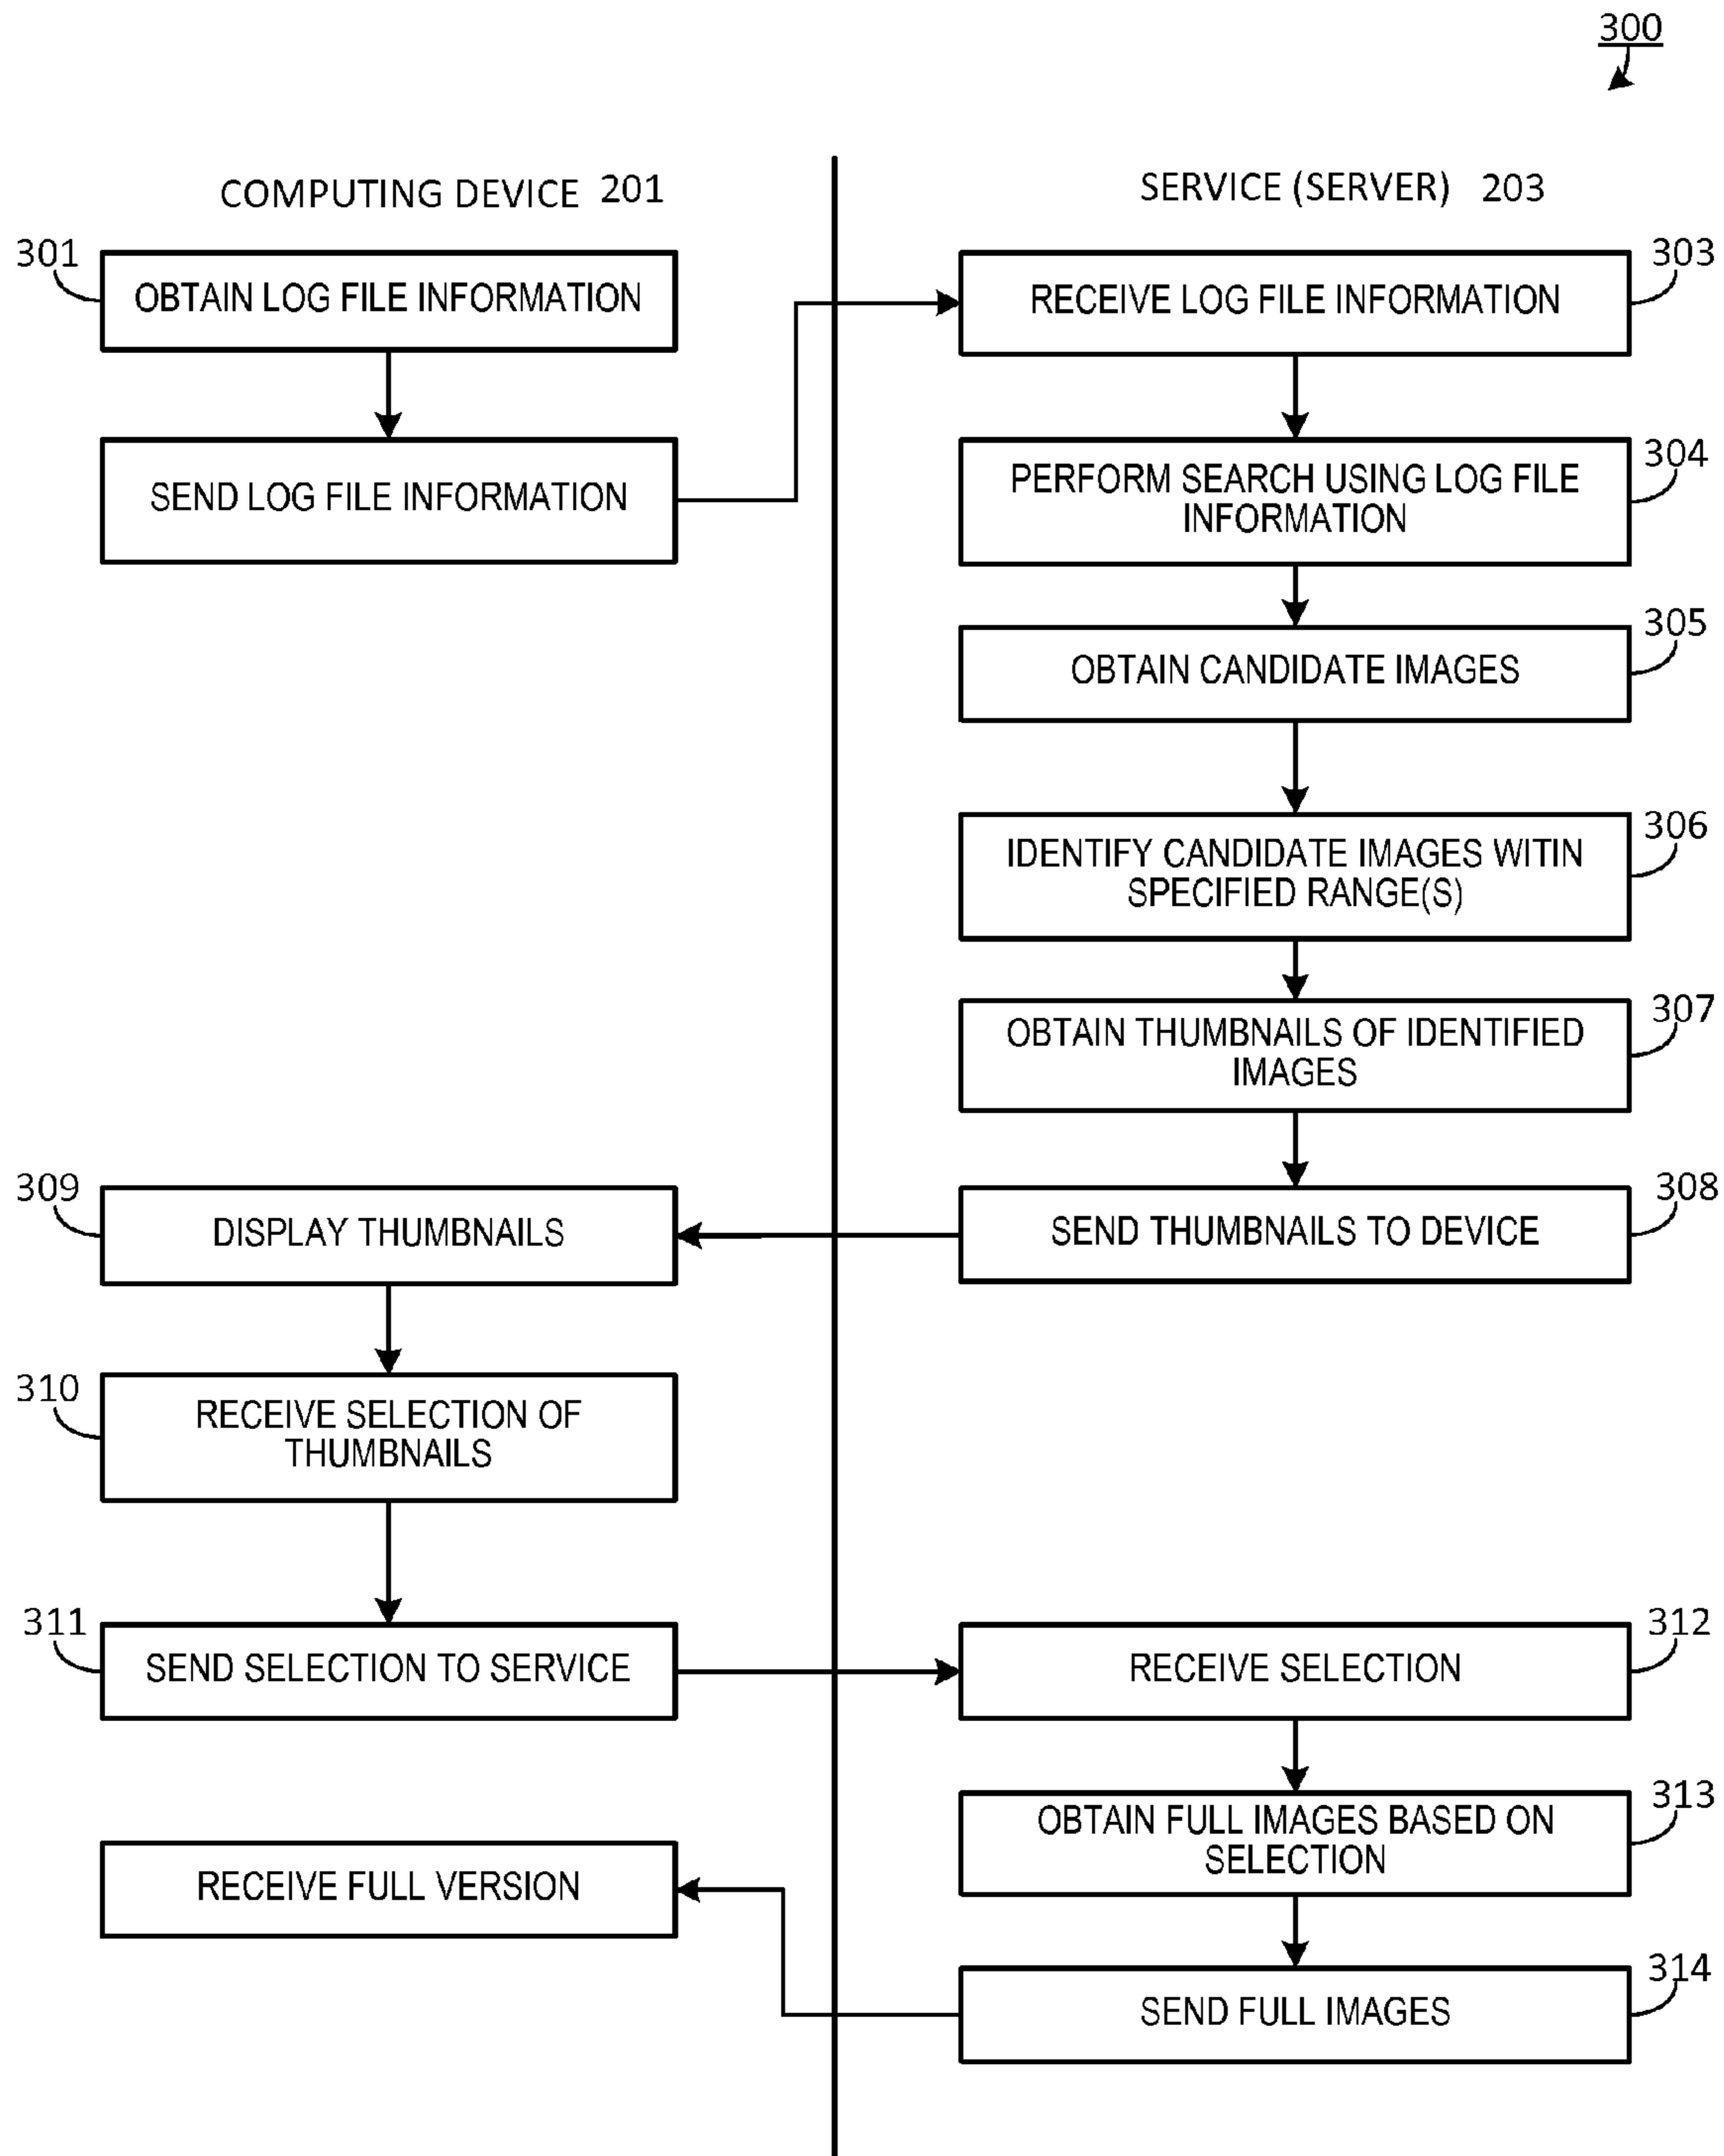 300
COMPUTING DEVICE 201
SERVICE (SERVER) 203
301
OBTAIN LOG FILE INFORMATION
SEND LOG FILE INFORMATION
303
RECEIVE LOG FILE INFORMATION
304
PERFORM SEARCH USING LOG FILE
INFORMATION
305
OBTAIN CANDIDATE IMAGES
306
IDENTIFY CANDIDATE IMAGES WITIN
SPECIFIED RANGE(S)
307
OBTAIN THUMBNAILS OF IDENTIFIED
IMAGES
308
SEND THUMBNAILS TO DEVICE
309
DISPLAY THUMBNAILS
310
RECEIVE SELECTION OF
THUMBNAILS
311
SEND SELECTION TO SERVICE
312
RECEIVE SELECTION
313
OBTAIN FULL IMAGES BASED ON
SELECTION
314
SEND FULL IMAGES
RECEIVE FULL VERSION